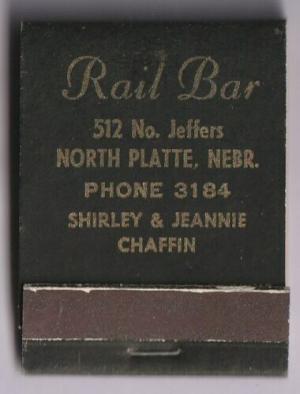 Rail Bar
512 No. Jeffers
NORTH PLATTE, NEBR.
PHONE 3184
SHIRLEY & JEANNIE
CHAFFIN